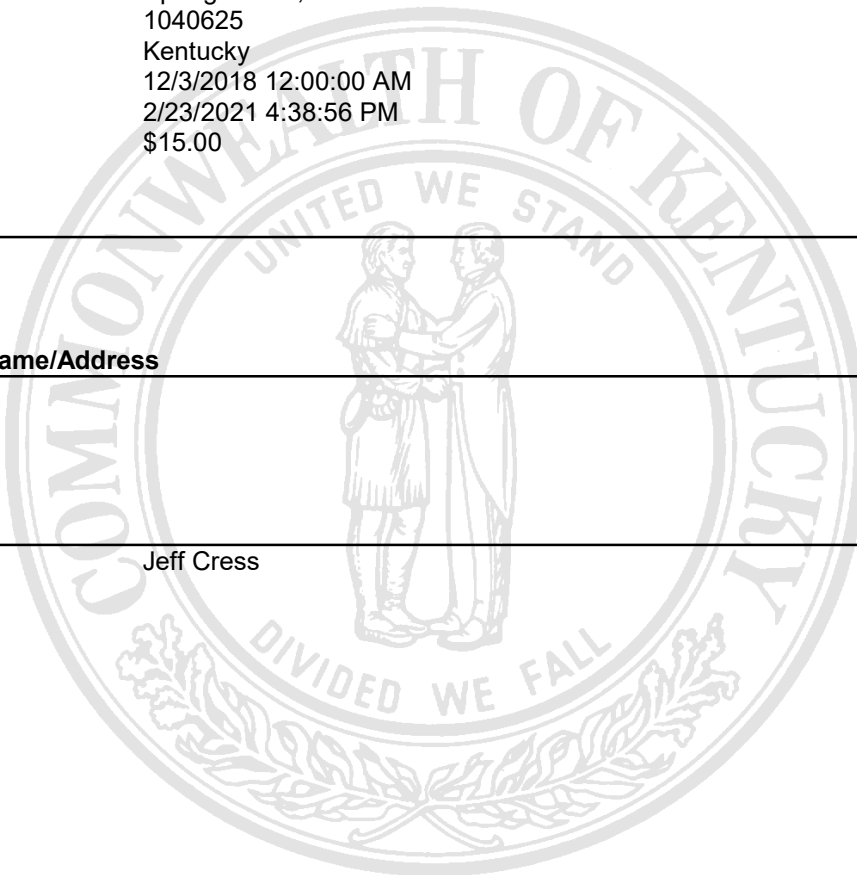 1040625
Kentucky
12/3/2018 12:00:00 AM
2/23/2021 4:38:56 PM
$15.00
COMMONWEALTH OF KENTUCKY
UNITED WE STAND
ame/Address
Jeff Cress
DIVIDED WE FALL